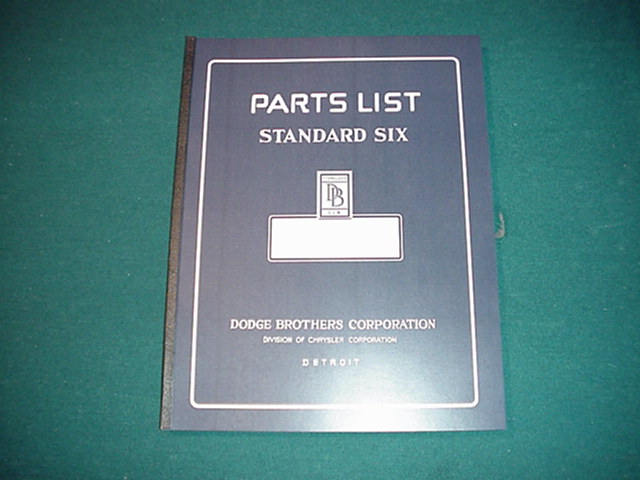 PARTS LIST
STANDARD SIX
DB
DODGE BROTHERS CORPORATION
DIVISION OF CHRYSLER CORPORATION
DETROIT